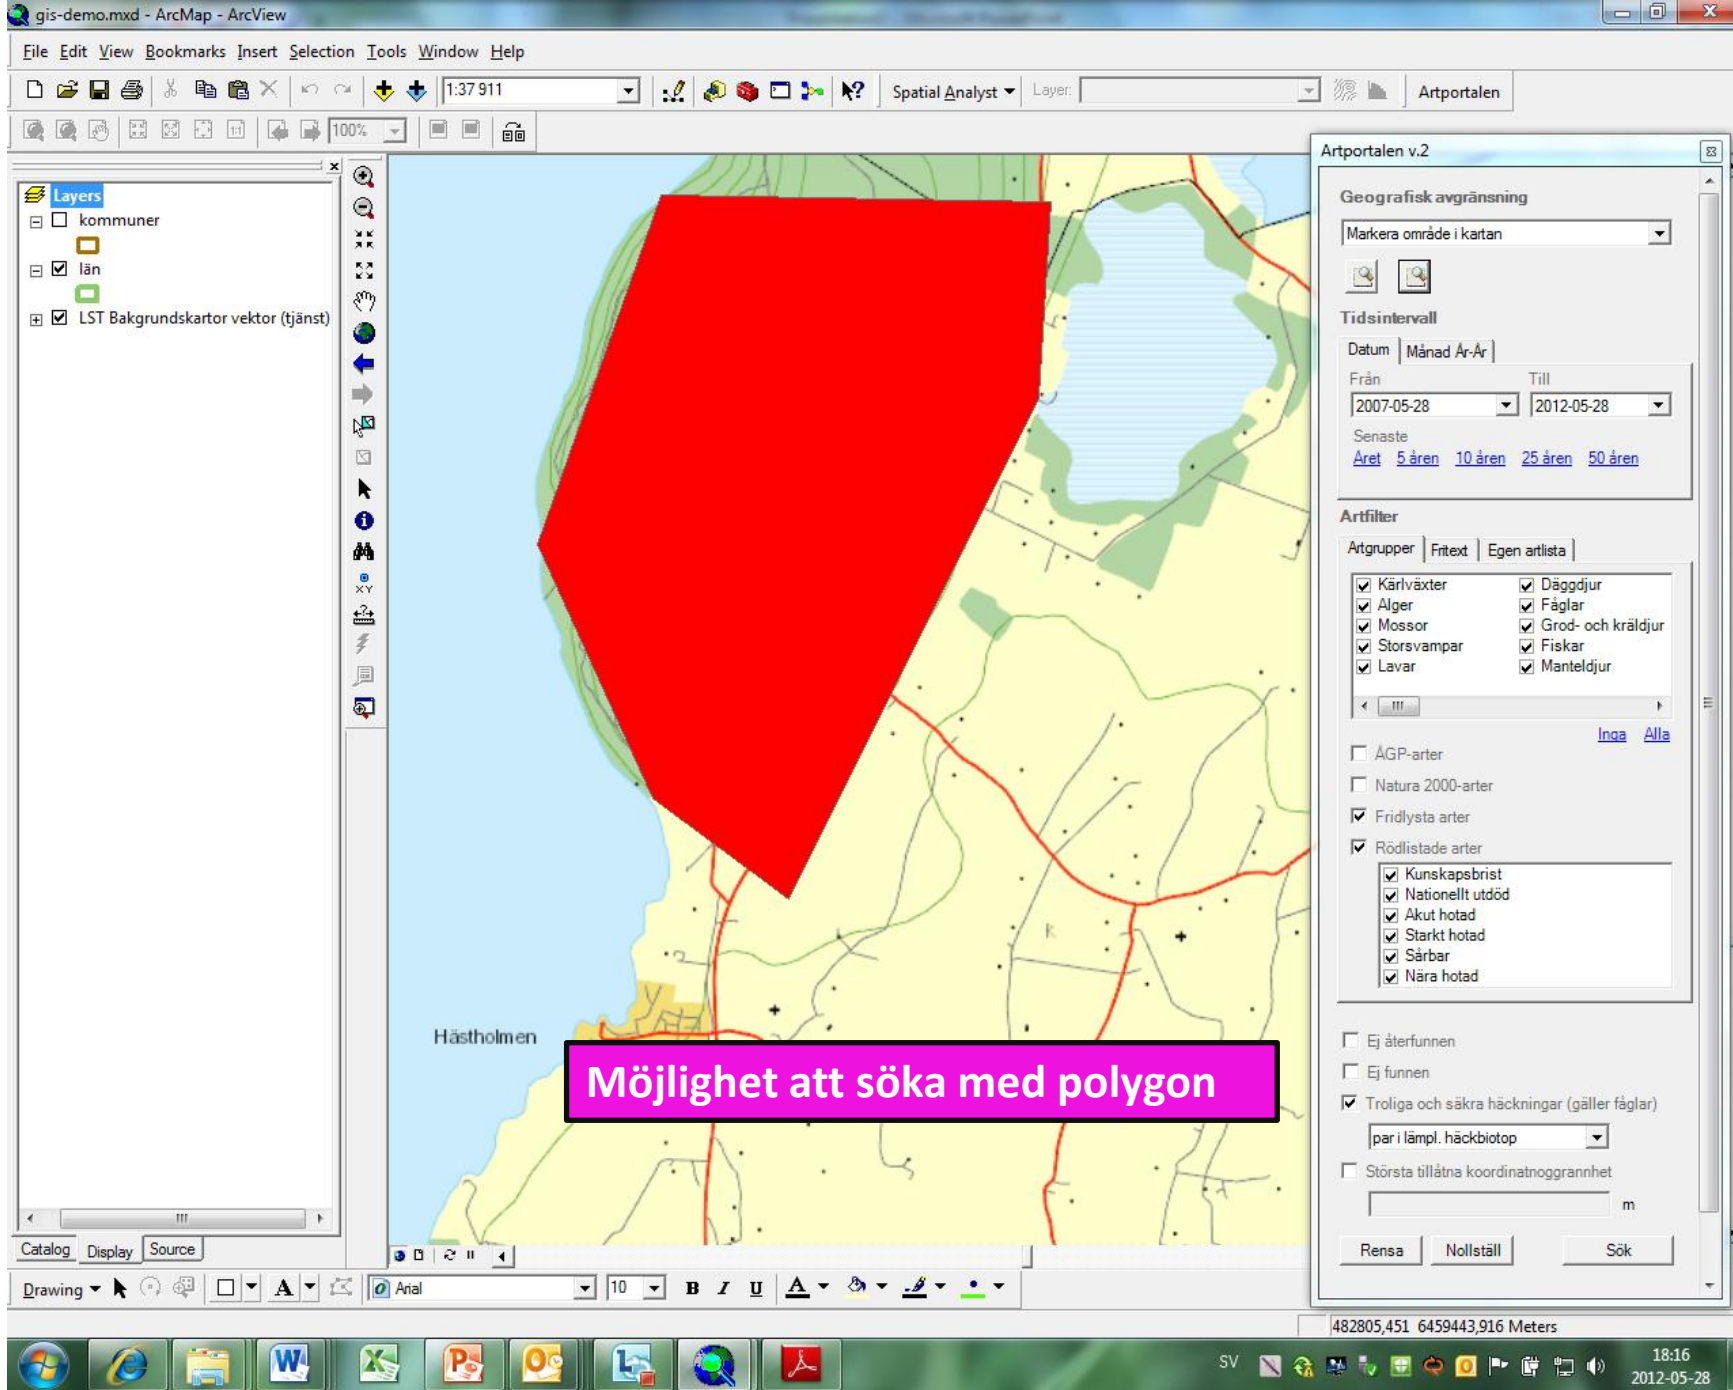 gis-demo.mxd - ArcMap - ArcView
File Edit View Bookmarks Insert Selection Tools Window Help
1:37 911
Spatial Analyst
Layer:
Artportalen
1:1
100%
Layers
kommuner
län
LST Bakgrundskartor vektor (tjänst)
XY
Hästholmen
K
Möjlighet att söka med polygon
Artportalen v.2
Geografisk avgränsning
Markera område i kartan
Tidsintervall
Datum Månad År-År
Från Till
2007-05-28 2012-05-28
Senaste
Året 5 åren 10 åren 25 åren 50 åren
Artfilter
Artgrupper Fritext Egen artlista
Kärlväxter Däggdjur
Alger Fåglar
Mossor Grod- och kräldjur
Storsvampar Fiskar
Lavar Manteldjur
Inga Alla
ÅGP-arter
Natura 2000-arter
Fridlysta arter
Rödlistade arter
Kunskapsbrist
Nationellt utdöd
Akut hotad
Starkt hotad
Sårbar
Nära hotad
Ej återfunnen
Ej funnen
Troliga och säkra häckningar (gäller fåglar)
par i lämpl. häckbiotop
Största tillåtna koordinatnoggrannhet
m
Rensa Nollställ Sök
Catalog Display Source
Drawing A Arial 10 B I U A
482805,451 6459443,916 Meters
SV
18:16
2012-05-28